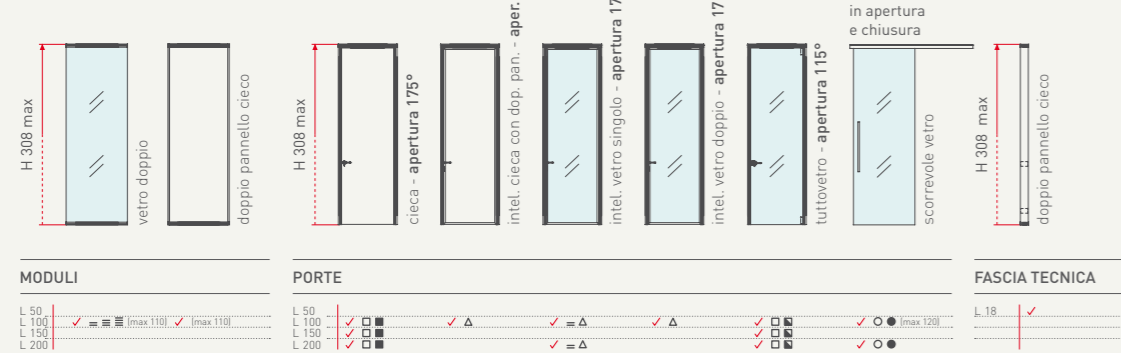 in apertura
e chiusura
H 308 max
vetro doppio
doppio pannello cieco
H 308 max
cieca - apertura 175°
intel. cieca con dop. pan. - aper.
intel. vetro singolo - apertura 17
intel. vetro doppio - apertura 17
tuttovetro - apertura 115°
scorrevole vetro
H 308 max
doppio pannello cieco
MODULI
L 50
L 100 (max 110) (max 110)
L 150
L 200
PORTE
L 50
L 100 (max 120)
L 150
L 200
FASCIA TECNICA
L 18